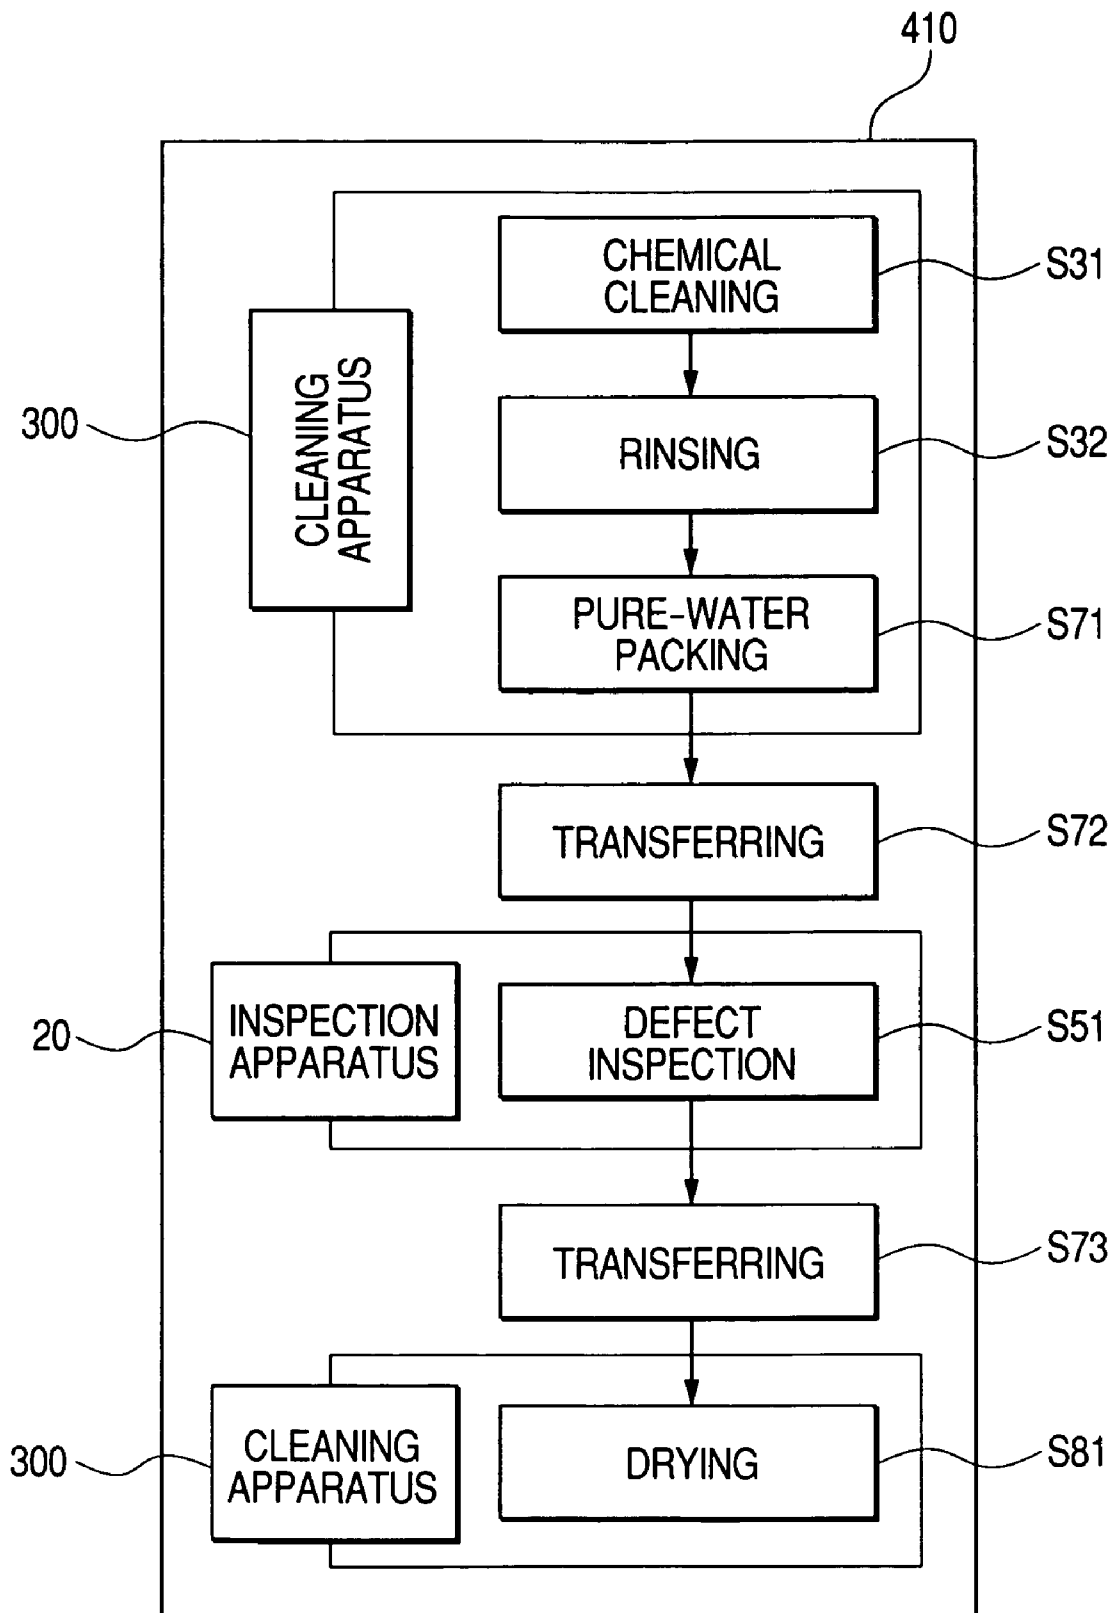 410
CHEMICAL
CLEANING
S31
300
CLEANING
APPARATUS
RINSING
S32
PURE-WATER
PACKING
S71
TRANSFERRING
S72
20
INSPECTION
APPARATUS
DEFECT
INSPECTION
S51
TRANSFERRING
S73
300
CLEANING
APPARATUS
DRYING
S81